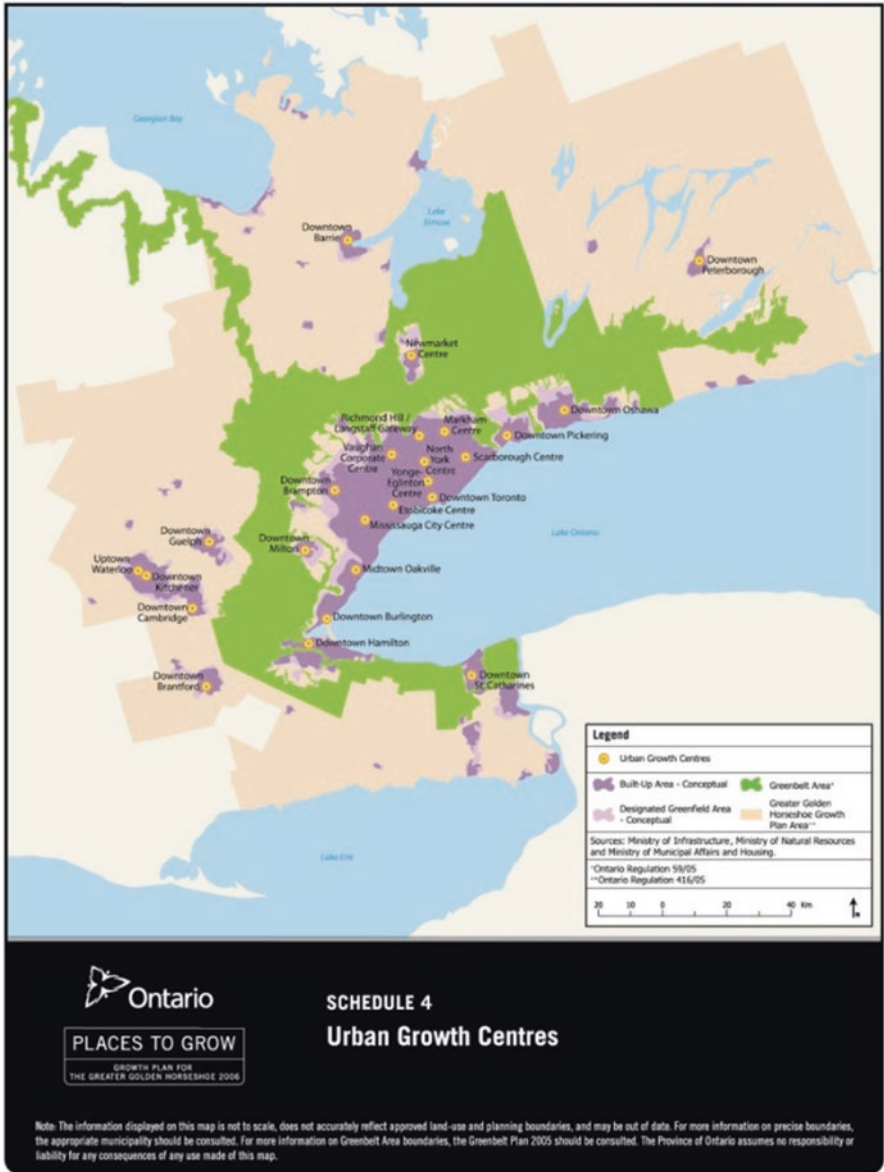 Georgian Bay
Lake
Simcoe
Downtown
Barrie
Downtown
Peterborough
Newmarket
Centre
Richmond Hill /
Langstaff Gateway
Markham
Centre
Downtown Oshawa
Downtown Pickering
Vaughan
Corporate
Centre
North
York
Centre
Scarborough Centre
Yonge-
Eglinton
Centre
Downtown
Brampton
Downtown Toronto
Etobicoke Centre
Mississauga City Centre
Lake Ontario
Downtown
Guelph
Downtown
Milton
Uptown
Waterloo
Downtown
Kitchener
Midtown Oakville
Downtown
Cambridge
Downtown Burlington
Downtown Hamilton
Downtown
Brantford
Downtown
St.Catharines
Lake Erie
Legend
Urban Growth Centres
Built-Up Area - Conceptual
Greenbelt Area*
Designated Greenfield Area
- Conceptual
Greater Golden
Horseshoe Growth
Plan Area**
Sources: Ministry of Infrastructure, Ministry of Natural Resources
and Ministry of Municipal Affairs and Housing.
*Ontario Regulation 59/05
**Ontario Regulation 416/05
20 10 0 20 40 Km
N
Ontario
PLACES TO GROW
GROWTH PLAN FOR
THE GREATER GOLDEN HORSESHOE 2006
SCHEDULE 4
Urban Growth Centres
Note: The information displayed on this map is not to scale, does not accurately reflect approved land-use and planning boundaries, and may be out of date. For more information on precise boundaries,
the appropriate municipality should be consulted. For more information on Greenbelt Area boundaries, the Greenbelt Plan 2005 should be consulted. The Province of Ontario assumes no responsibility or
liability for any consequences of any use made of this map.